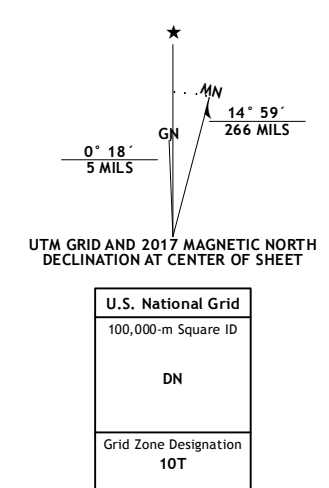 MN
GN
14° 59´
266 MILS
0° 18´
5 MILS
UTM GRID AND 2017 MAGNETIC NORTH
DECLINATION AT CENTER OF SHEET
U.S. National Grid
100,000-m Square ID
DN
Grid Zone Designation
10T